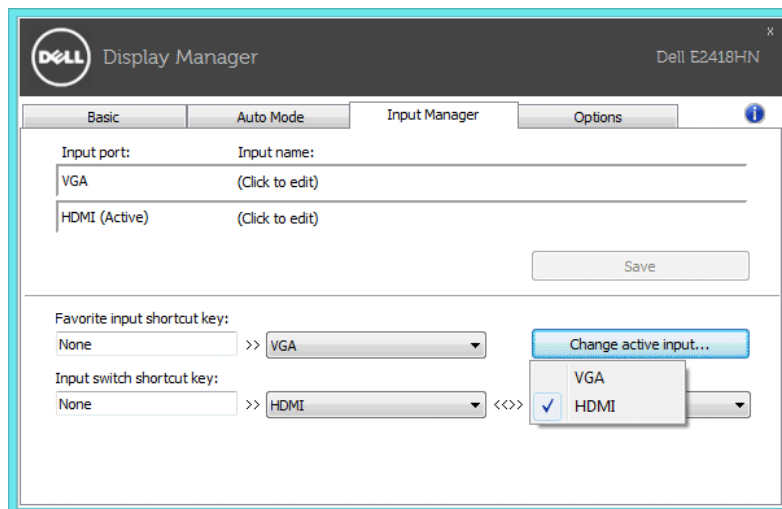 x
DELL Display Manager Dell E2418HN
Basic Auto Mode Input Manager Options i
Input port: Input name:
VGA (Click to edit)
HDMI (Active) (Click to edit)
Save
Favorite input shortcut key:
None >> VGA Change active input...
VGA
Input switch shortcut key:
None >> HDMI <<>> HDMI